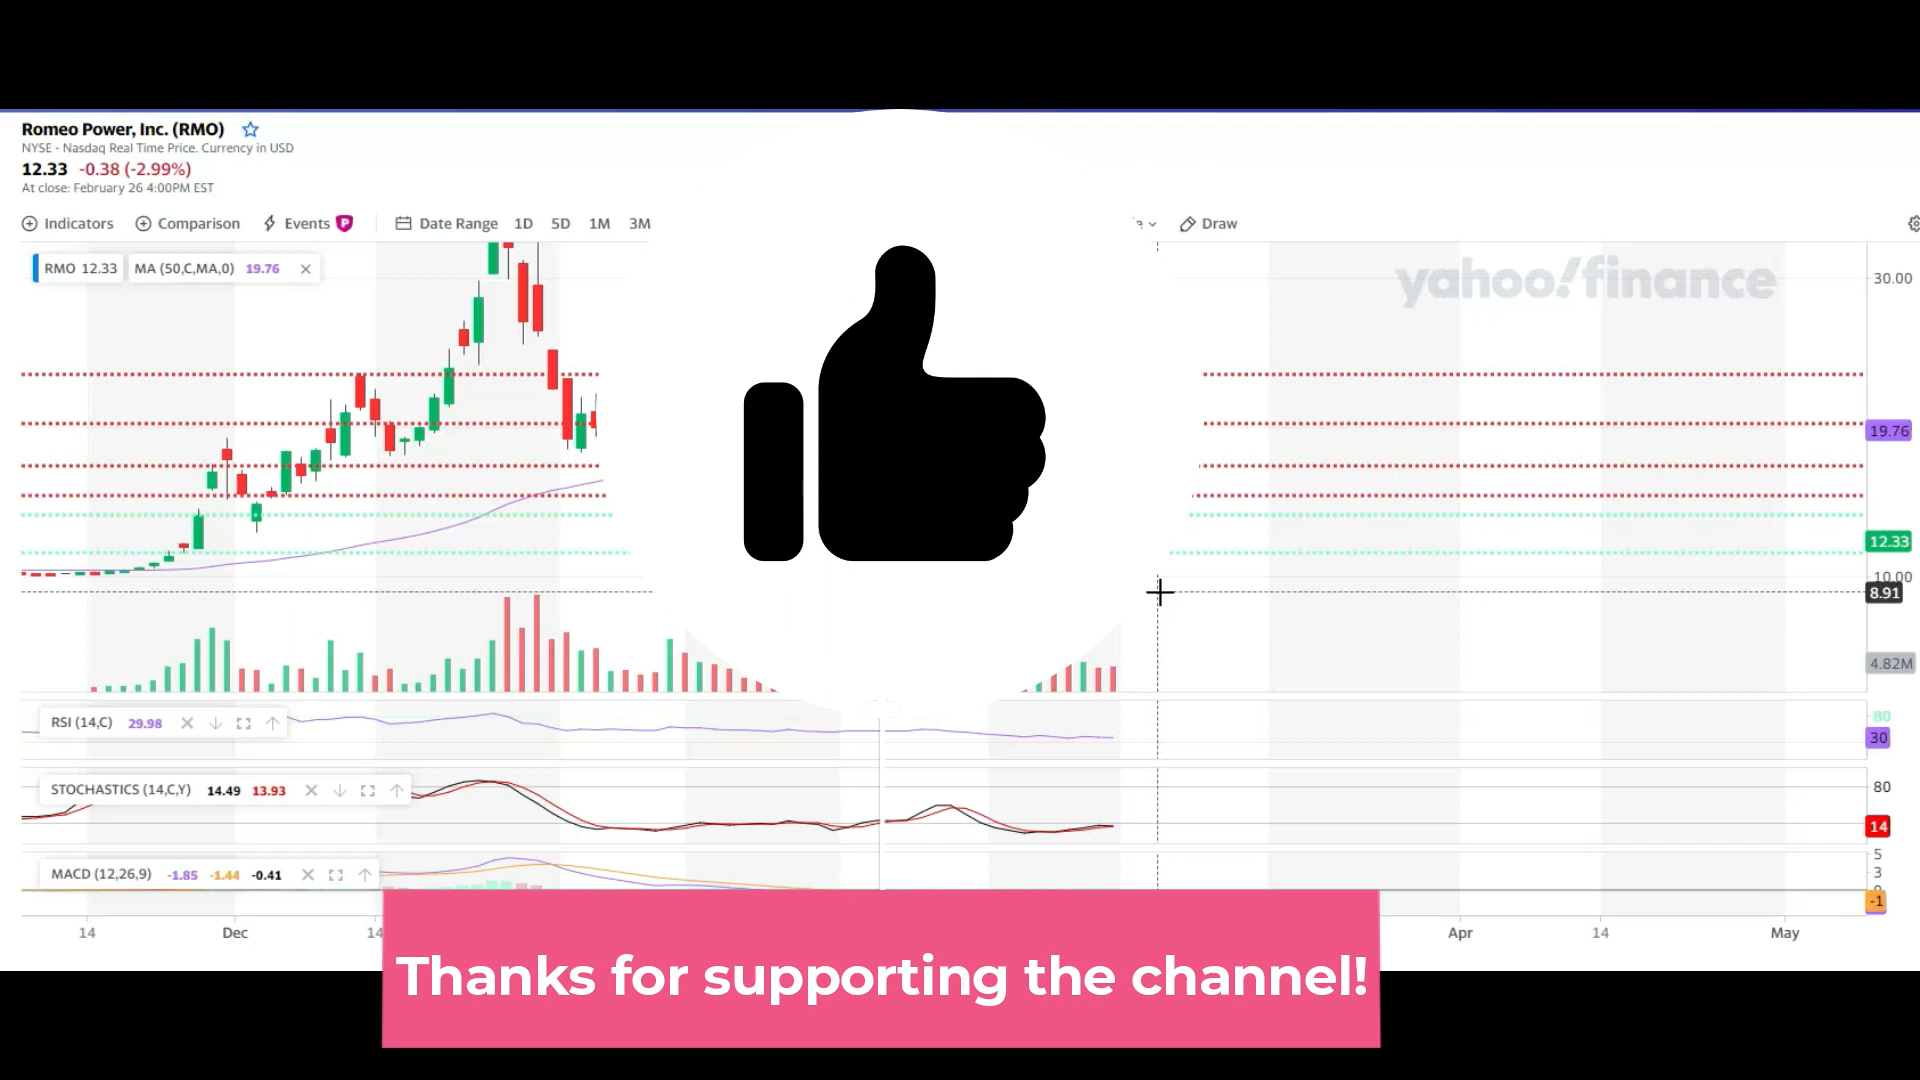 Romeo Power, Inc. (RMO)
NYSE - Nasdaq Real Time Price. Currency in USD
12.33 -0.38 (-2.99%)
At close: February 26 4:00PM EST
Indicators Comparison Events P Date Range 1D 5D 1M 3M Draw
RMO 12.33 MA (50,C,MA,0) 19.76
yahoo!finance
30.00
19.76
12.33
10.00
8.91
4.82M
RSI (14,C) 29.98
80
30
STOCHASTICS (14,C,Y) 14.49 13.93
80
14
MACD (12,26,9) -1.85 -1.44 -0.41
5
3
-1
14 Dec 14 Apr 14 May
Thanks for supporting the channel!